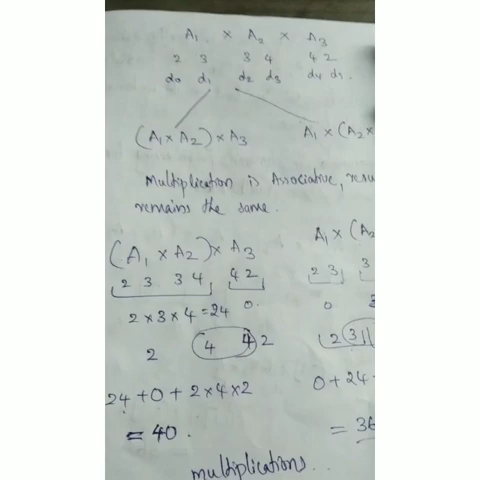 A₁ × A₂ × A₃
2 3 3 4 4 2
d₀ d₁ d₂ d₃ d₄ d₅.
(A₁ × A₂) × A₃ A₁ × (A₂ ×
Multiplication is Associative, resu
remains the same.
(A₁ × A₂) × A₃ A₁ × (A₂
2 3 3 4 4 2 2 3 3
2 × 3 × 4 = 24 0. 0 3
2 4 4 2 2 3
24 + 0 + 2 × 4 × 2 0 + 24 +
= 40. = 36
multiplications..